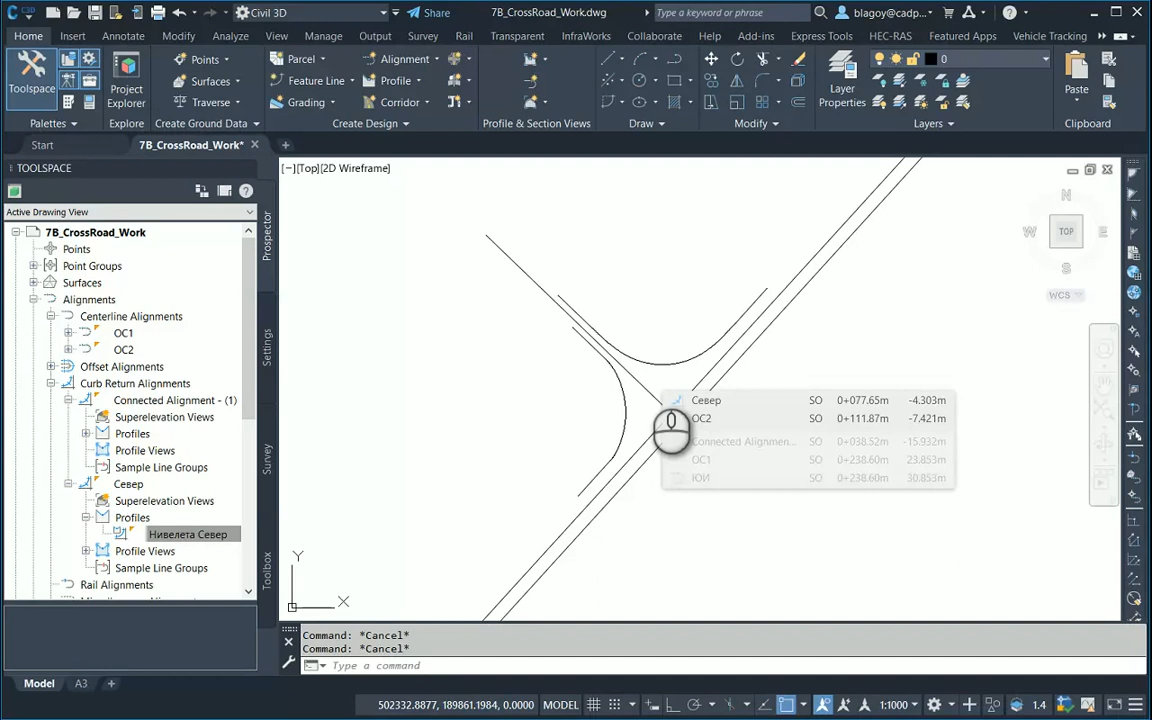 C3D
Civil 3D
Share
7B_CrossRoad_Work.dwg
Type a keyword or phrase
blagoy@cadp...
Home Insert Annotate Modify Analyze View Manage Output Survey Rail Transparent InfraWorks Collaborate Help Add-ins Express Tools HEC-RAS Featured Apps Vehicle Tracking
Toolspace
Project
Explorer
Points
Surfaces
Traverse
Parcel
Feature Line
Grading
Alignment
Profile
Corridor
Layer
Properties
0
Paste
Palettes Explore Create Ground Data Create Design Profile & Section Views Draw Modify Layers Clipboard
Start 7B_CrossRoad_Work*
TOOLSPACE
Active Drawing View
7B_CrossRoad_Work
Points
Point Groups
Surfaces
Alignments
Centerline Alignments
ОС1
ОС2
Offset Alignments
Curb Return Alignments
Connected Alignment - (1)
Superelevation Views
Profiles
Profile Views
Sample Line Groups
Север
Superelevation Views
Profiles
Нивелета Север
Profile Views
Sample Line Groups
Rail Alignments
Prospector
Settings
Survey
Toolbox
[−][Top][2D Wireframe]
N
W TOP E
S
WCS
Север SO 0+077.65m -4.303m
ОС2 SO 0+111.87m -7.421m
Connected Alignmen... SO 0+038.52m -15.932m
ОС1 SO 0+238.60m 23.853m
ЮИ SO 0+238.60m 30.853m
Y
X
Command: *Cancel*
Command: *Cancel*
Type a command
Model A3
502332.8877, 189861.1984, 0.0000 MODEL 1:1000 1.4